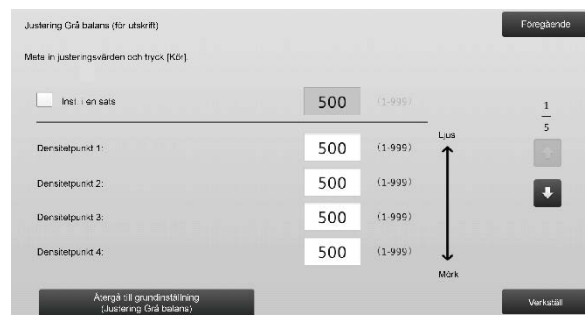 Justering Grå balans (för utskrift)
Föregående
Mata in justeringsvärden och tryck [Kör].
Inst. i en sats
500
(1-999)
1
5
Ljus
Densitetpunkt 1:
500
(1-999)
Densitetpunkt 2:
500
(1-999)
Densitetpunkt 3:
500
(1-999)
Densitetpunkt 4:
500
(1-999)
Mörk
Återgå till grundinställning
(Justering Grå balans)
Verkställ